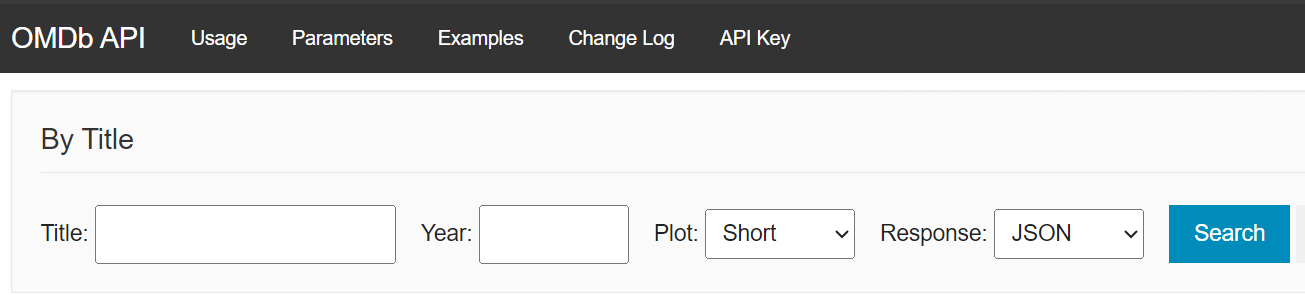 OMDb API Usage Parameters Examples Change Log API Key
By Title
Title: Year: Plot: Short Response: JSON Search